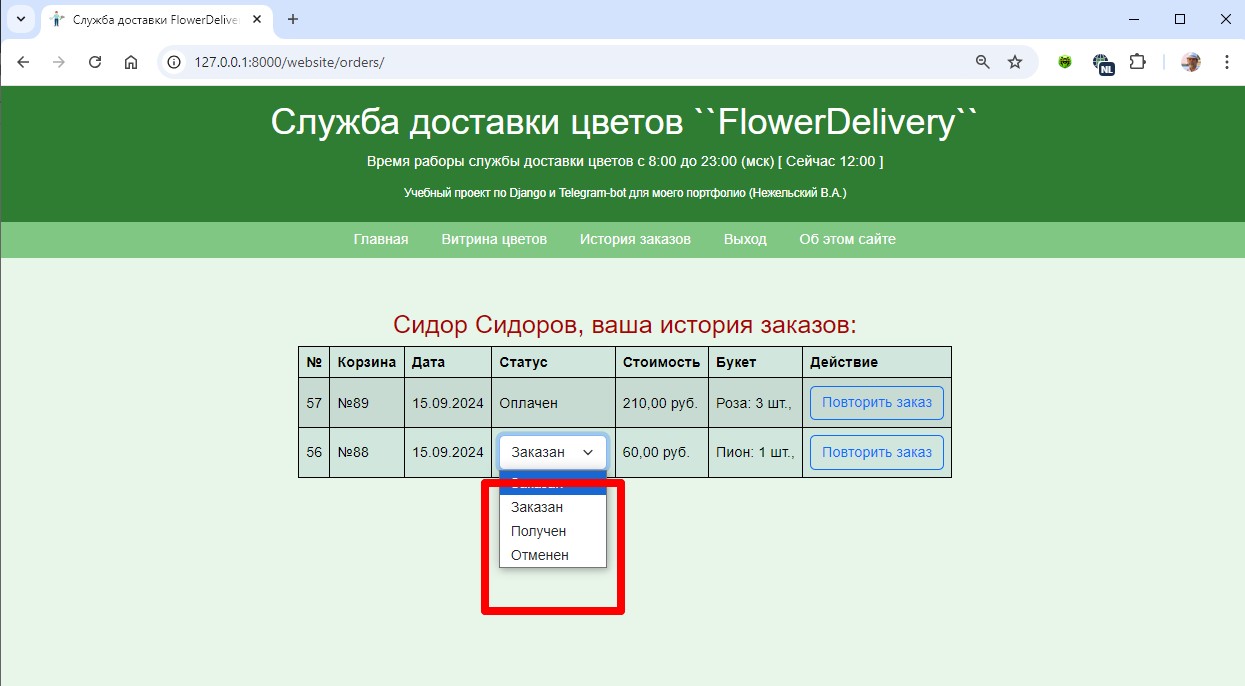 Служба доставки FlowerDelive
127.0.0.1:8000/website/orders/
NL
Служба доставки цветов ``FlowerDelivery``
Время раборы службы доставки цветов с 8:00 до 23:00 (мск) [ Сейчас 12:00 ]
Учебный проект по Django и Telegram-bot для моего портфолио (Нежельский В.А.)
Главная Витрина цветов История заказов Выход Об этом сайте
Сидор Сидоров, ваша история заказов:
№ Корзина Дата Статус Стоимость Букет Действие
57 №89 15.09.2024 Оплачен 210,00 руб. Роза: 3 шт., Повторить заказ
56 №88 15.09.2024 Заказан 60,00 руб. Пион: 1 шт., Повторить заказ
Заказан
Получен
Отменен